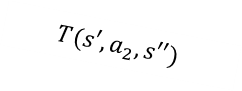 T(s′, a₂, s′′)